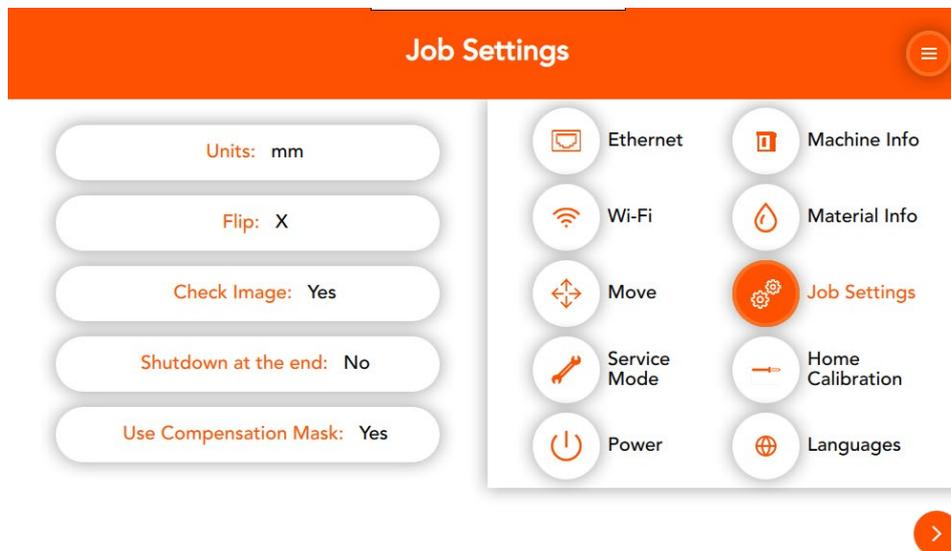 Job Settings
Units: mm
Flip: X
Check Image: Yes
Shutdown at the end: No
Use Compensation Mask: Yes
Ethernet
Machine Info
Wi-Fi
Material Info
Move
Job Settings
Service
Mode
Home
Calibration
Power
Languages